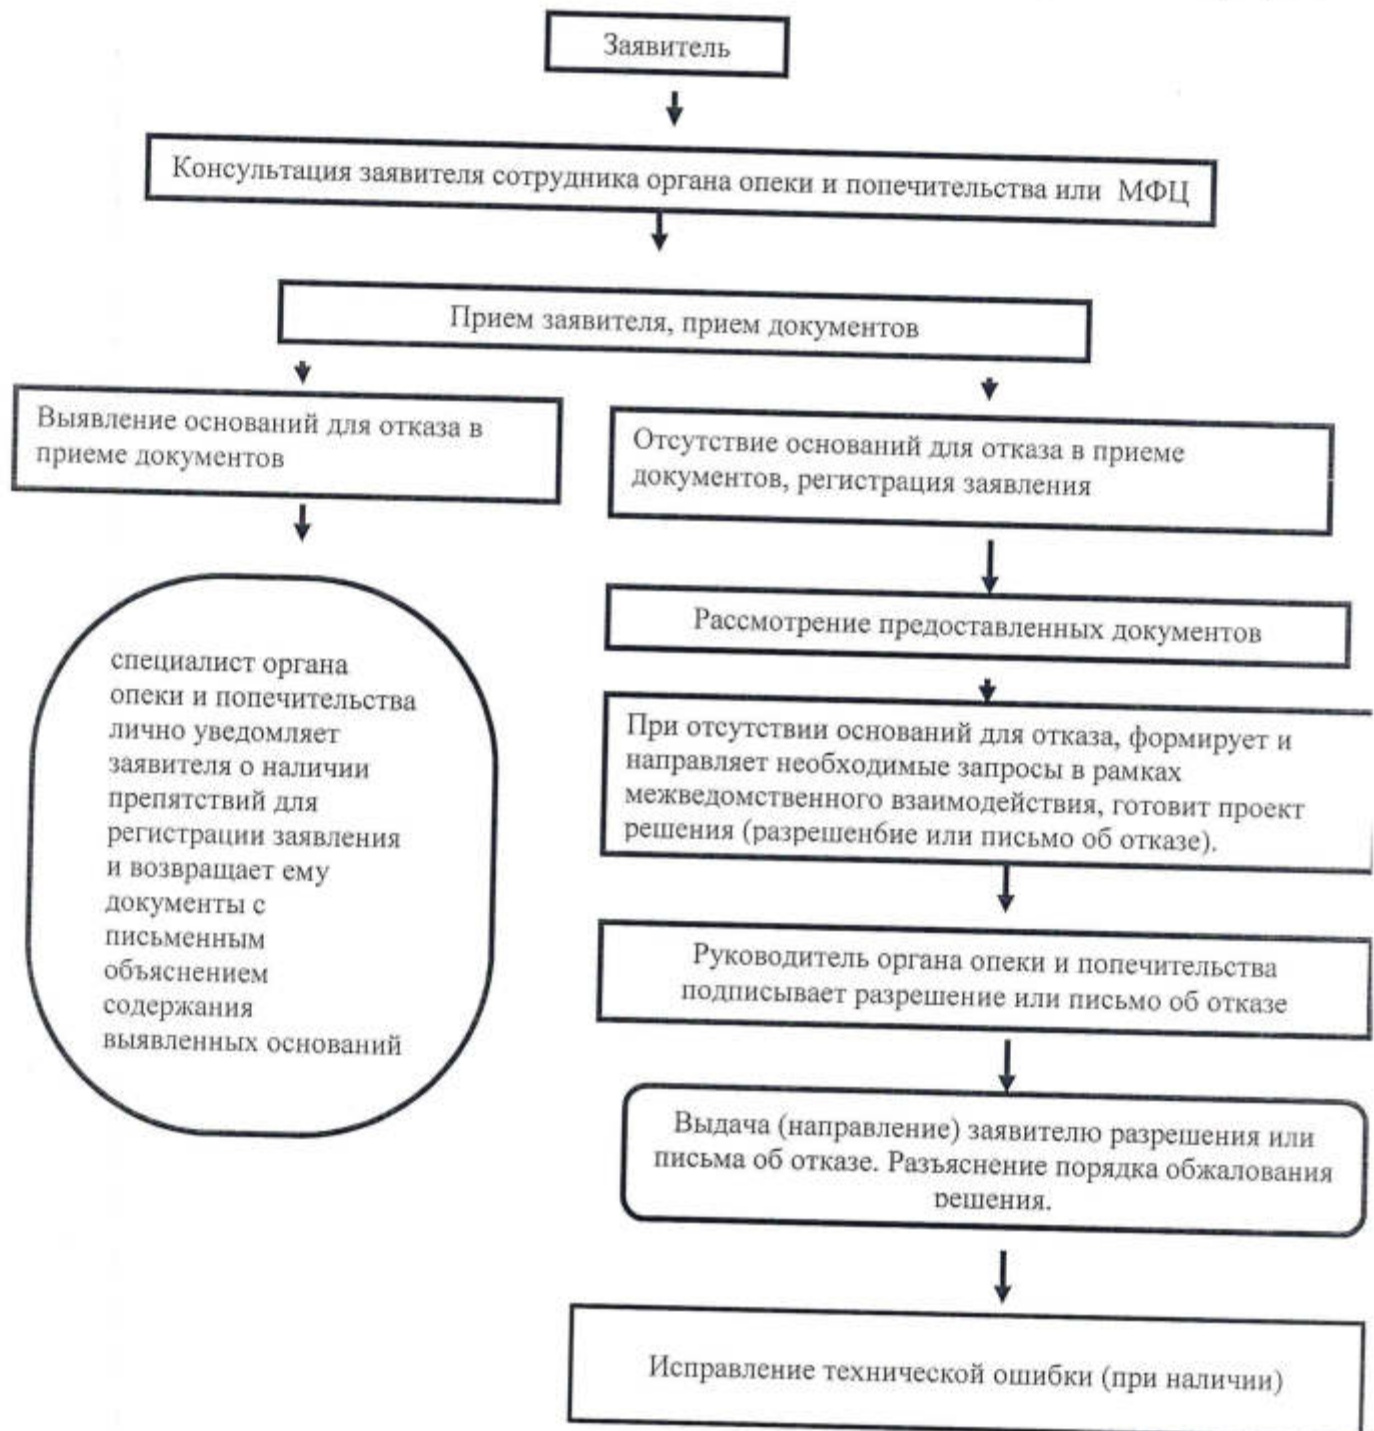 Заявитель
Консультация заявителя сотрудника органа опеки и попечительства или МФЦ
Прием заявителя, прием документов
Выявление оснований для отказа в
приеме документов
Отсутствие оснований для отказа в приеме
документов, регистрация заявления
специалист органа
опеки и попечительства
лично уведомляет
заявителя о наличии
препятствий для
регистрации заявления
и возвращает ему
документы с
письменным
объяснением
содержания
выявленных оснований
Рассмотрение предоставленных документов
При отсутствии оснований для отказа, формирует и
направляет необходимые запросы в рамках
межведомственного взаимодействия, готовит проект
решения (разрешенбие или письмо об отказе).
Руководитель органа опеки и попечительства
подписывает разрешение или письмо об отказе
Выдача (направление) заявителю разрешения или
письма об отказе. Разъяснение порядка обжалования
решения.
Исправление технической ошибки (при наличии)